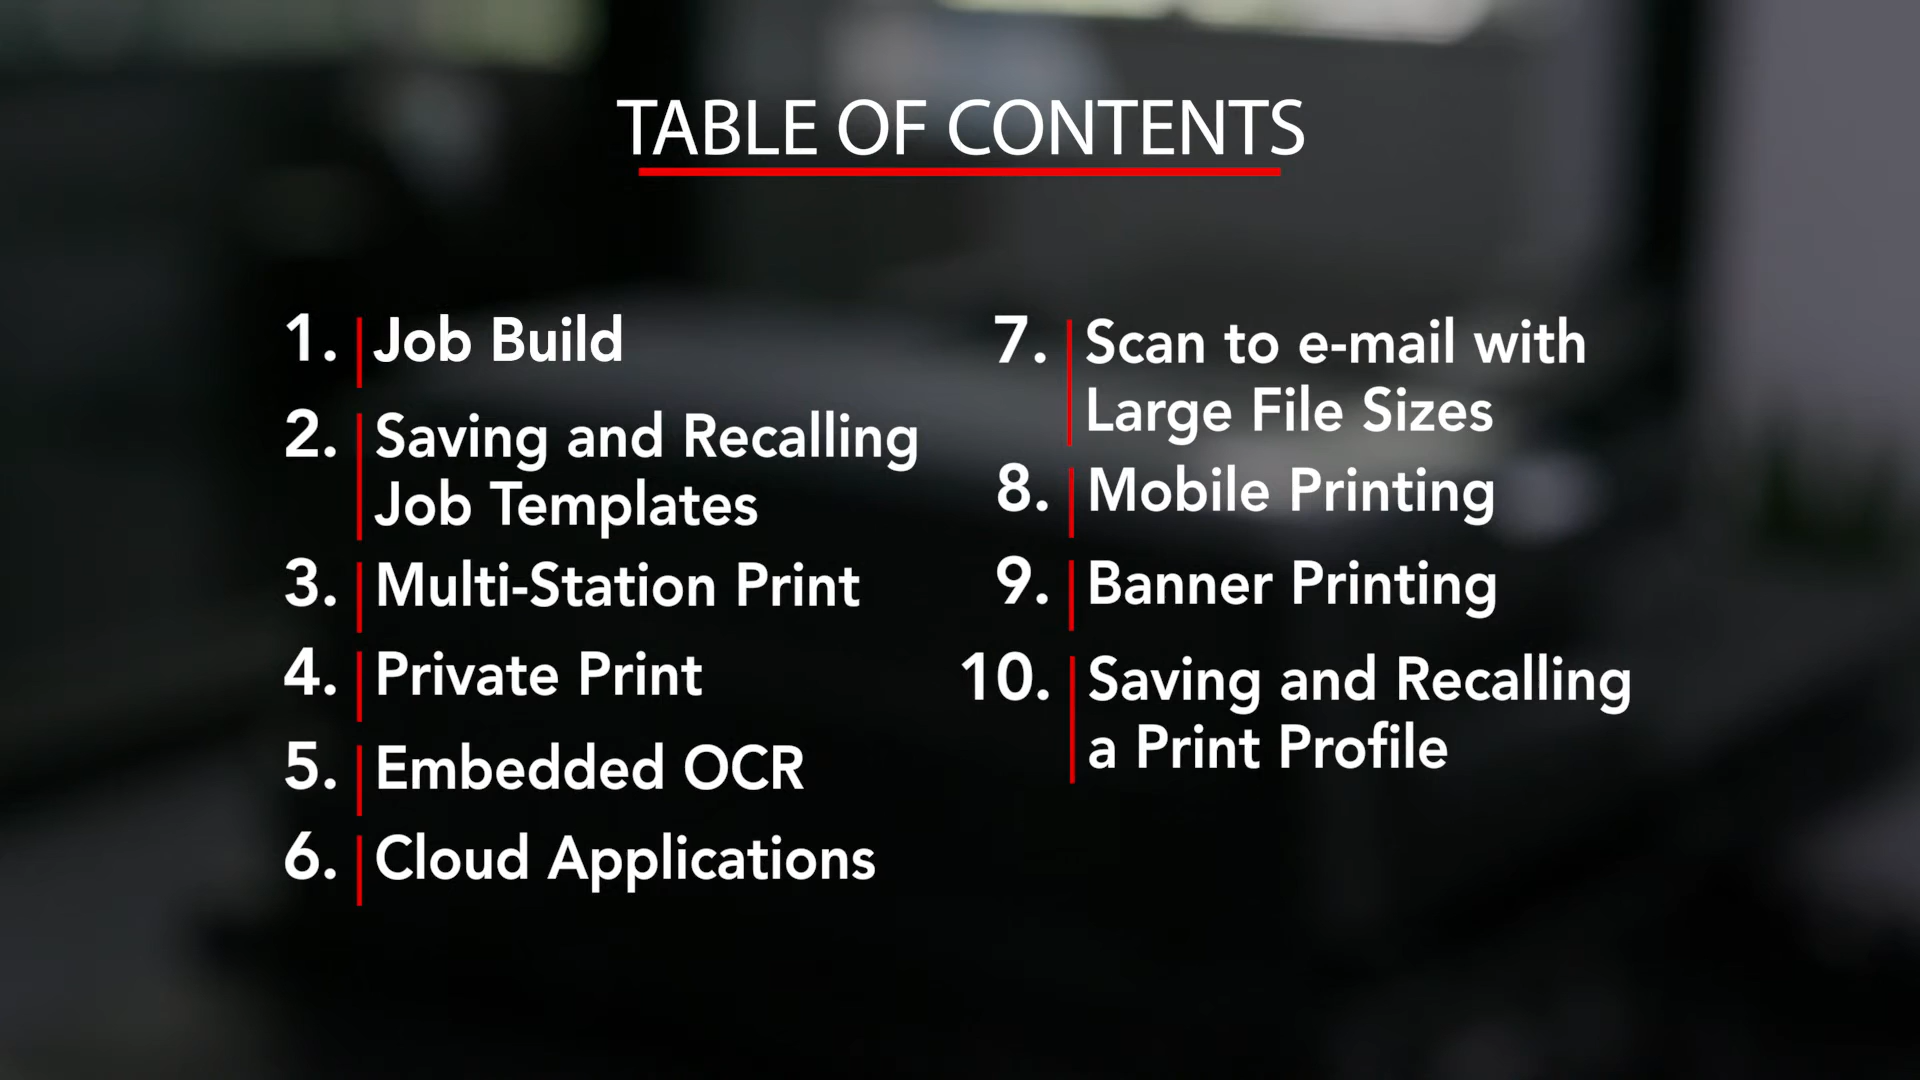 TABLE OF CONTENTS
1. Job Build
2. Saving and Recalling
Job Templates
3. Multi-Station Print
4. Private Print
5. Embedded OCR
6. Cloud Applications
7. Scan to e-mail with
Large File Sizes
8. Mobile Printing
9. Banner Printing
10. Saving and Recalling
a Print Profile